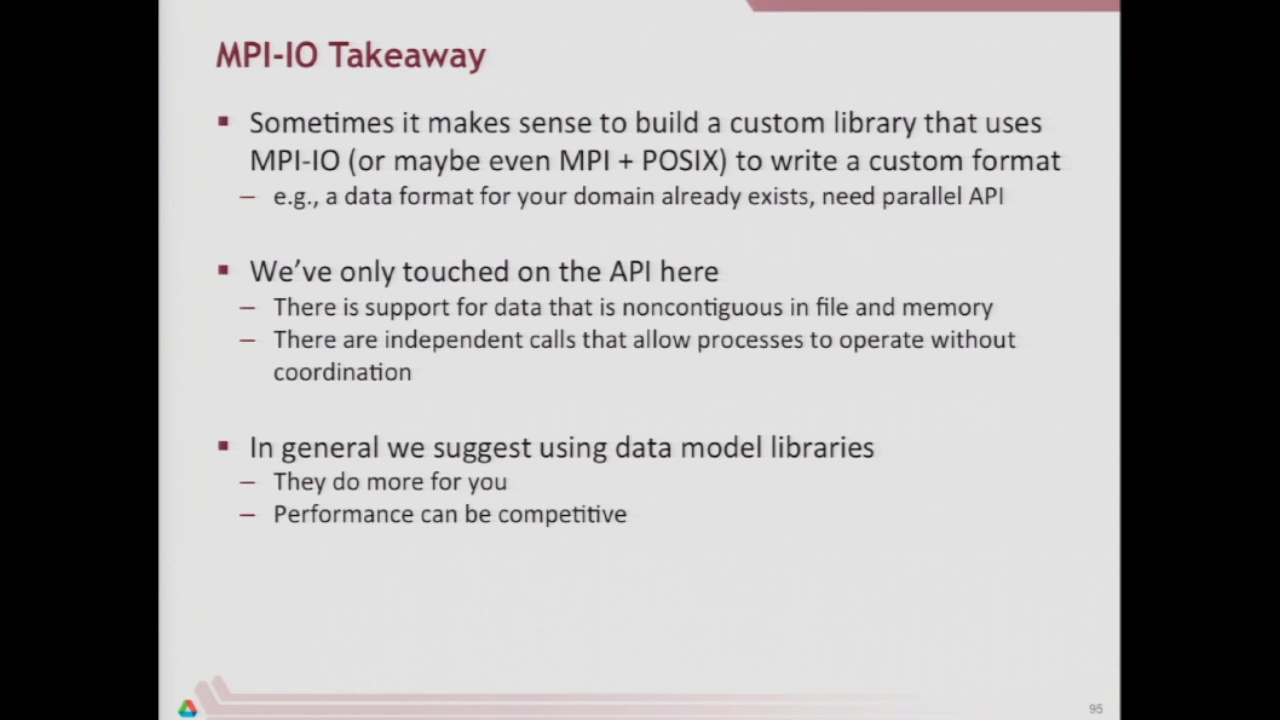 MPI-IO Takeaway
▪ Sometimes it makes sense to build a custom library that uses
MPI-IO (or maybe even MPI + POSIX) to write a custom format
– e.g., a data format for your domain already exists, need parallel API
▪ We’ve only touched on the API here
– There is support for data that is noncontiguous in file and memory
– There are independent calls that allow processes to operate without
coordination
▪ In general we suggest using data model libraries
– They do more for you
– Performance can be competitive
95